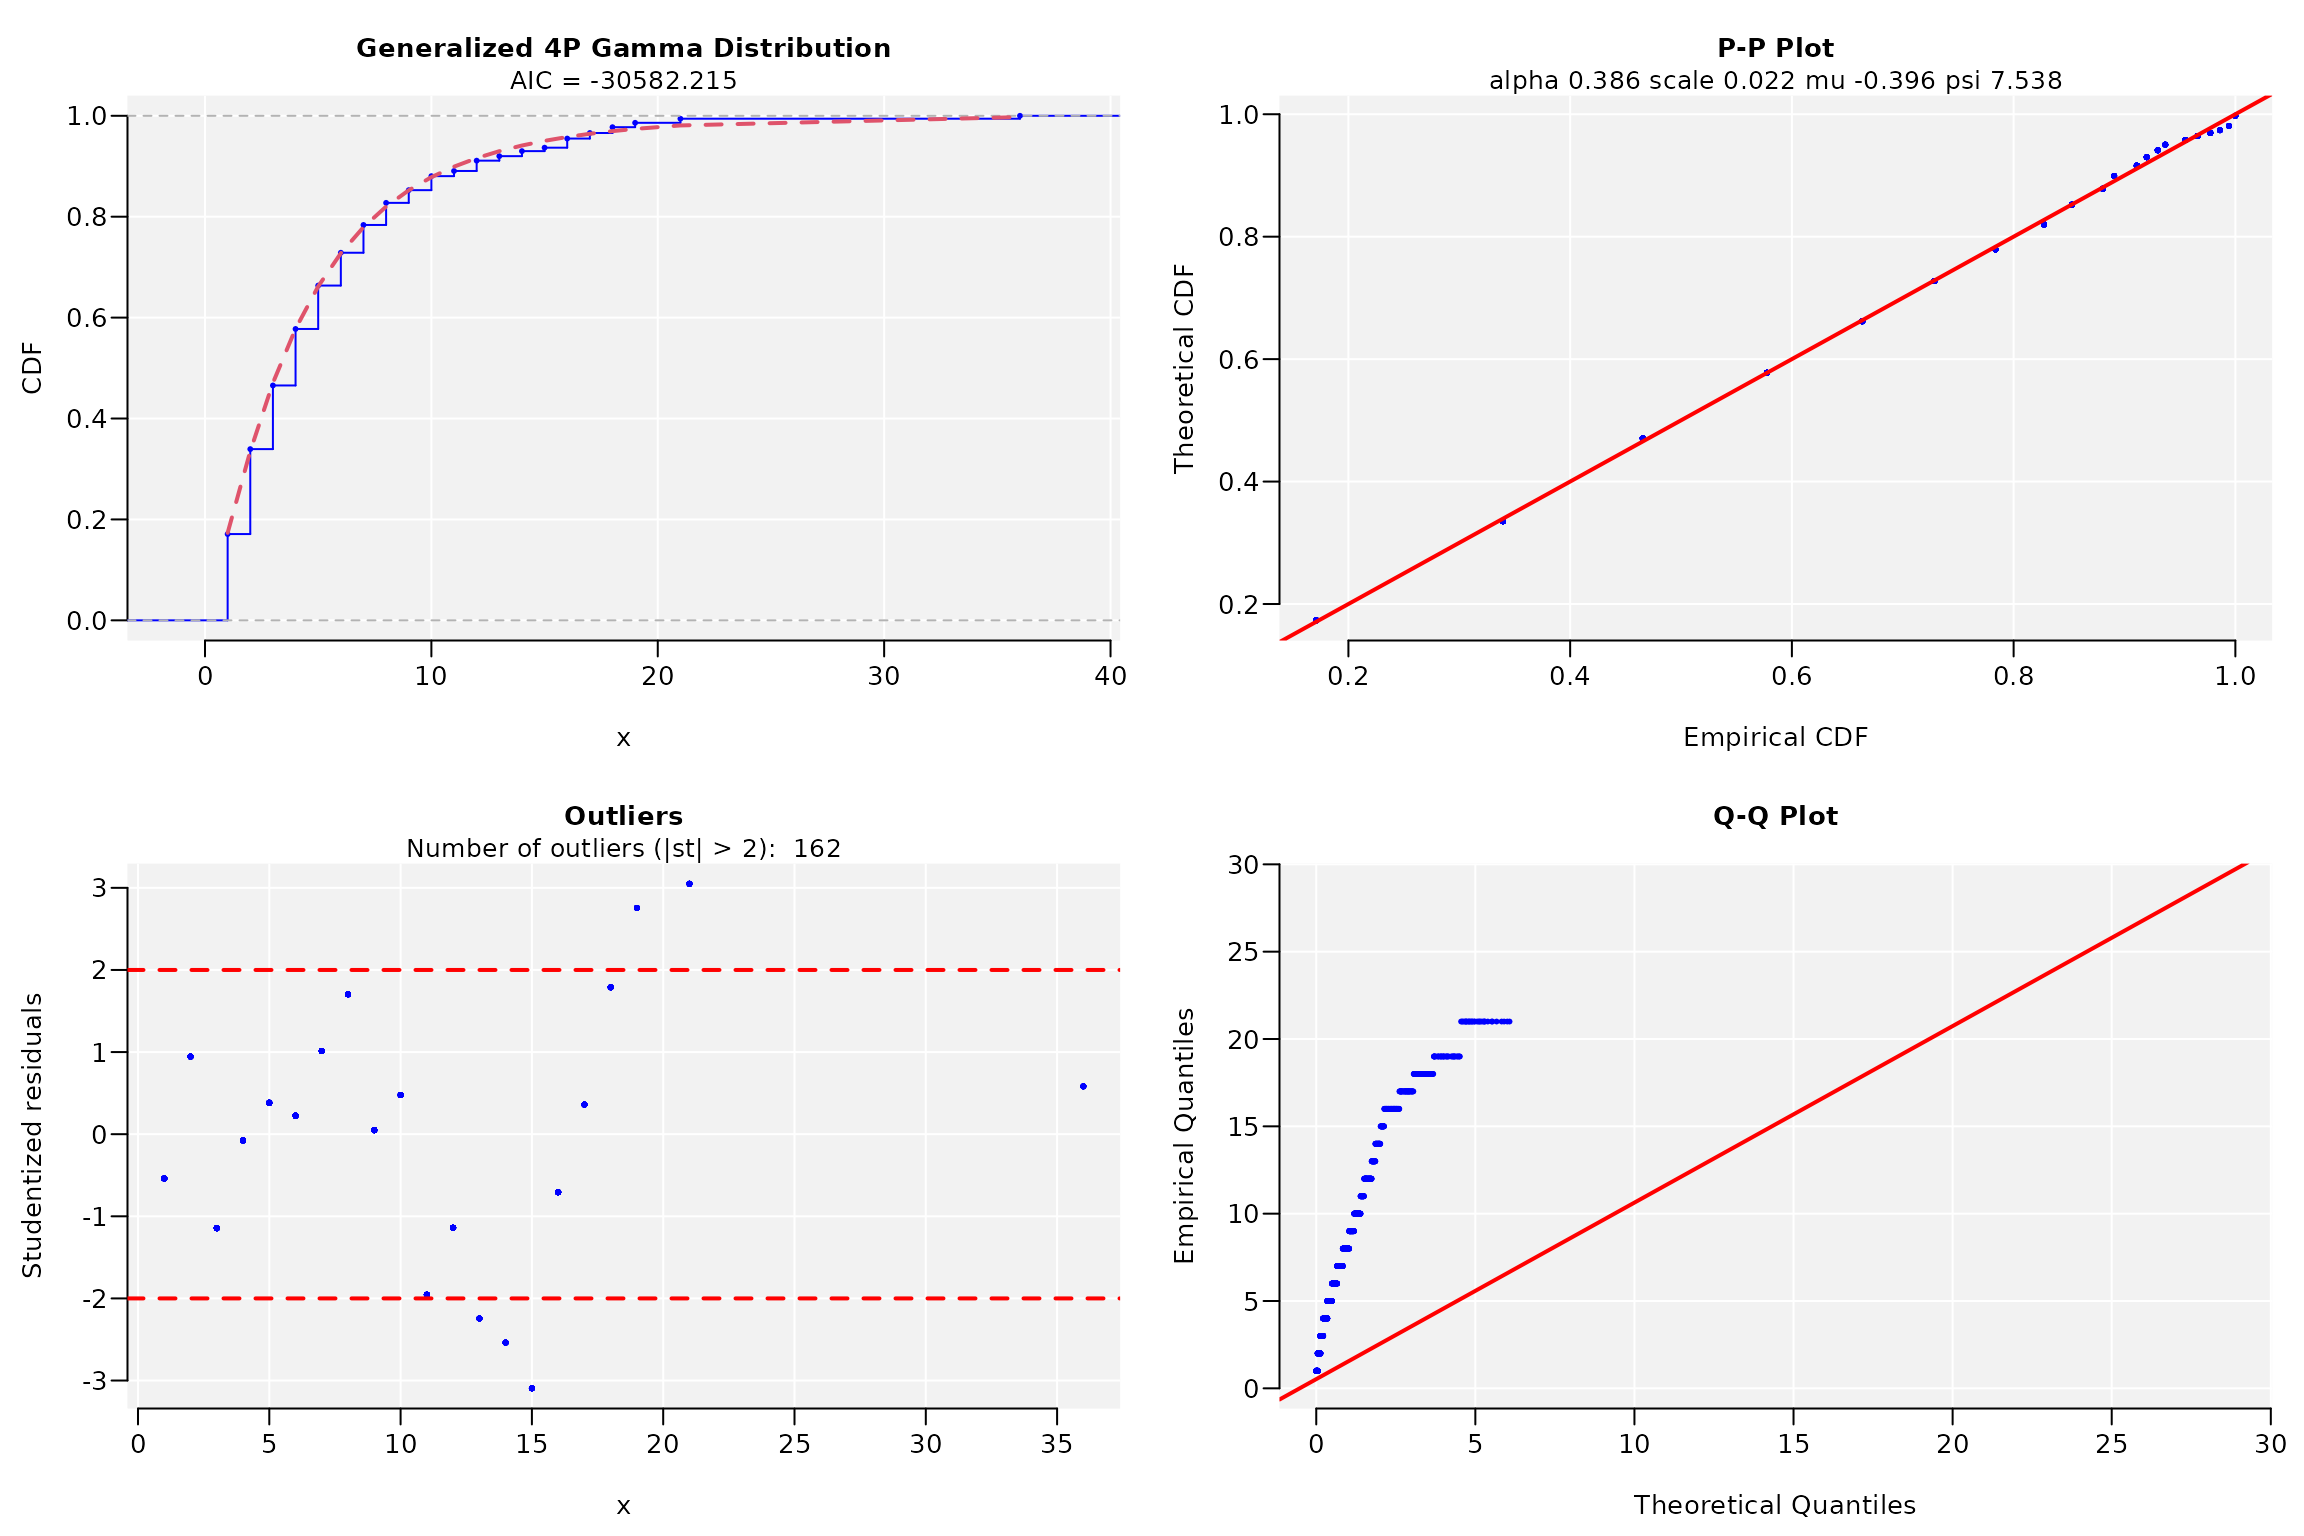 Generalized 4P Gamma Distribution
AIC = -30582.215
CDF
1.0
0.8
0.6
0.4
0.2
0.0
0 10 20 30 40
x
P-P Plot
alpha 0.386 scale 0.022 mu -0.396 psi 7.538
Theoretical CDF
1.0
0.8
0.6
0.4
0.2
0.2 0.4 0.6 0.8 1.0
Empirical CDF
Outliers
Number of outliers (|st| > 2):  162
Studentized residuals
3
2
1
0
-1
-2
-3
0 5 10 15 20 25 30 35
x
Q-Q Plot
Empirical Quantiles
30
25
20
15
10
5
0
0 5 10 15 20 25 30
Theoretical Quantiles